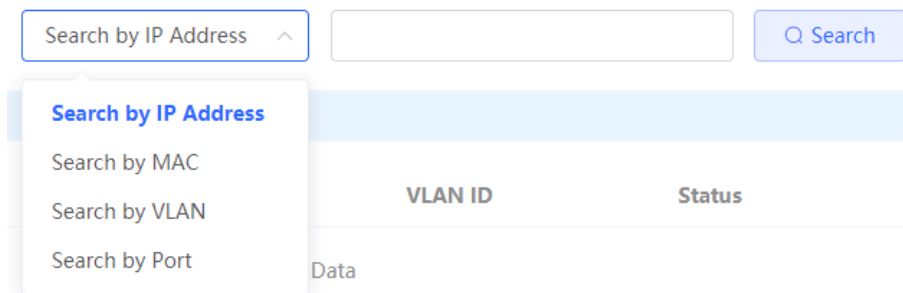 Search by IP Address
Search
Search by IP Address
Search by MAC
VLAN ID Status
Search by VLAN
Search by Port
Data